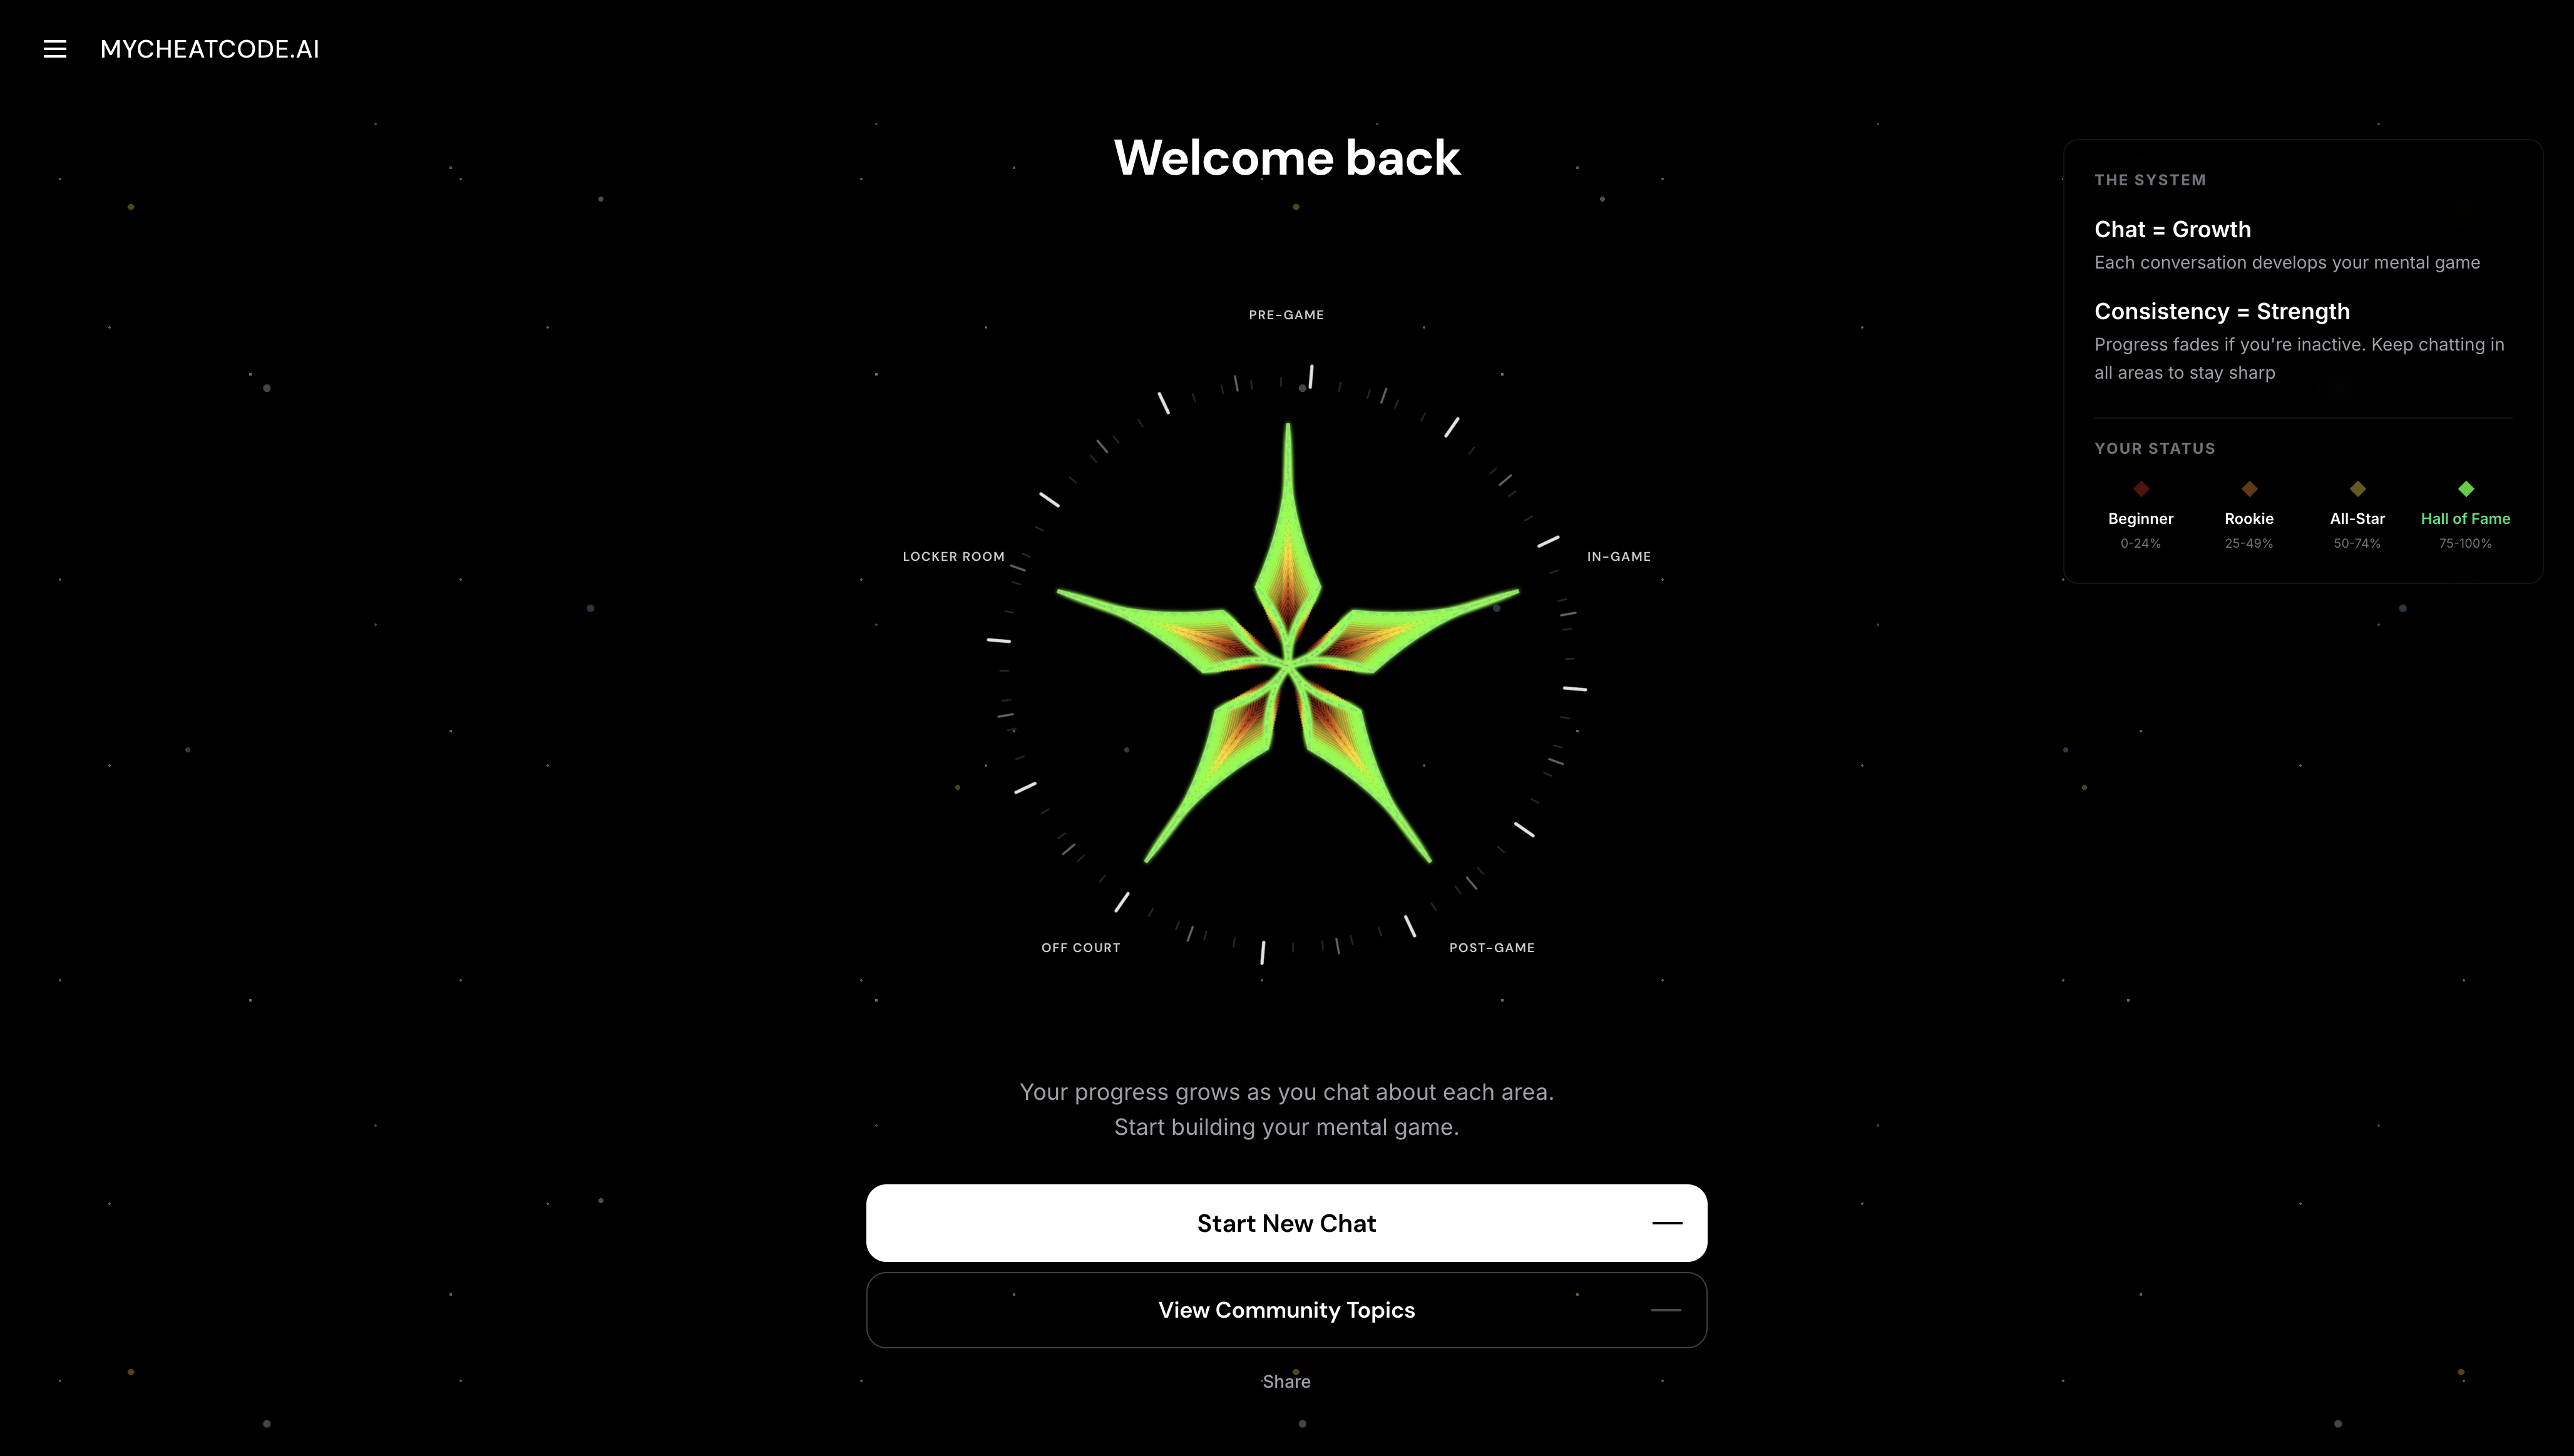 MYCHEATCODE.AI
Welcome back
PRE-GAME
LOCKER ROOM
IN-GAME
OFF COURT
POST-GAME
THE SYSTEM
Chat = Growth
Each conversation develops your mental game
Consistency = Strength
Progress fades if you're inactive. Keep chatting in
all areas to stay sharp
YOUR STATUS
Beginner Rookie All-Star Hall of Fame
0-24% 25-49% 50-74% 75-100%
Your progress grows as you chat about each area.
Start building your mental game.
Start New Chat
View Community Topics
Share